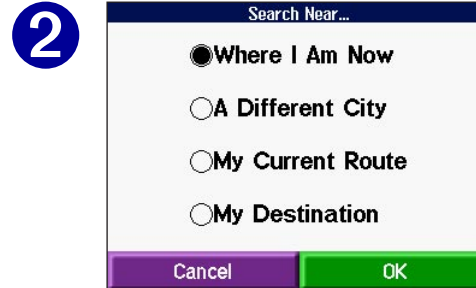 2
Search Near...
Where I Am Now
A Different City
My Current Route
My Destination
Cancel OK